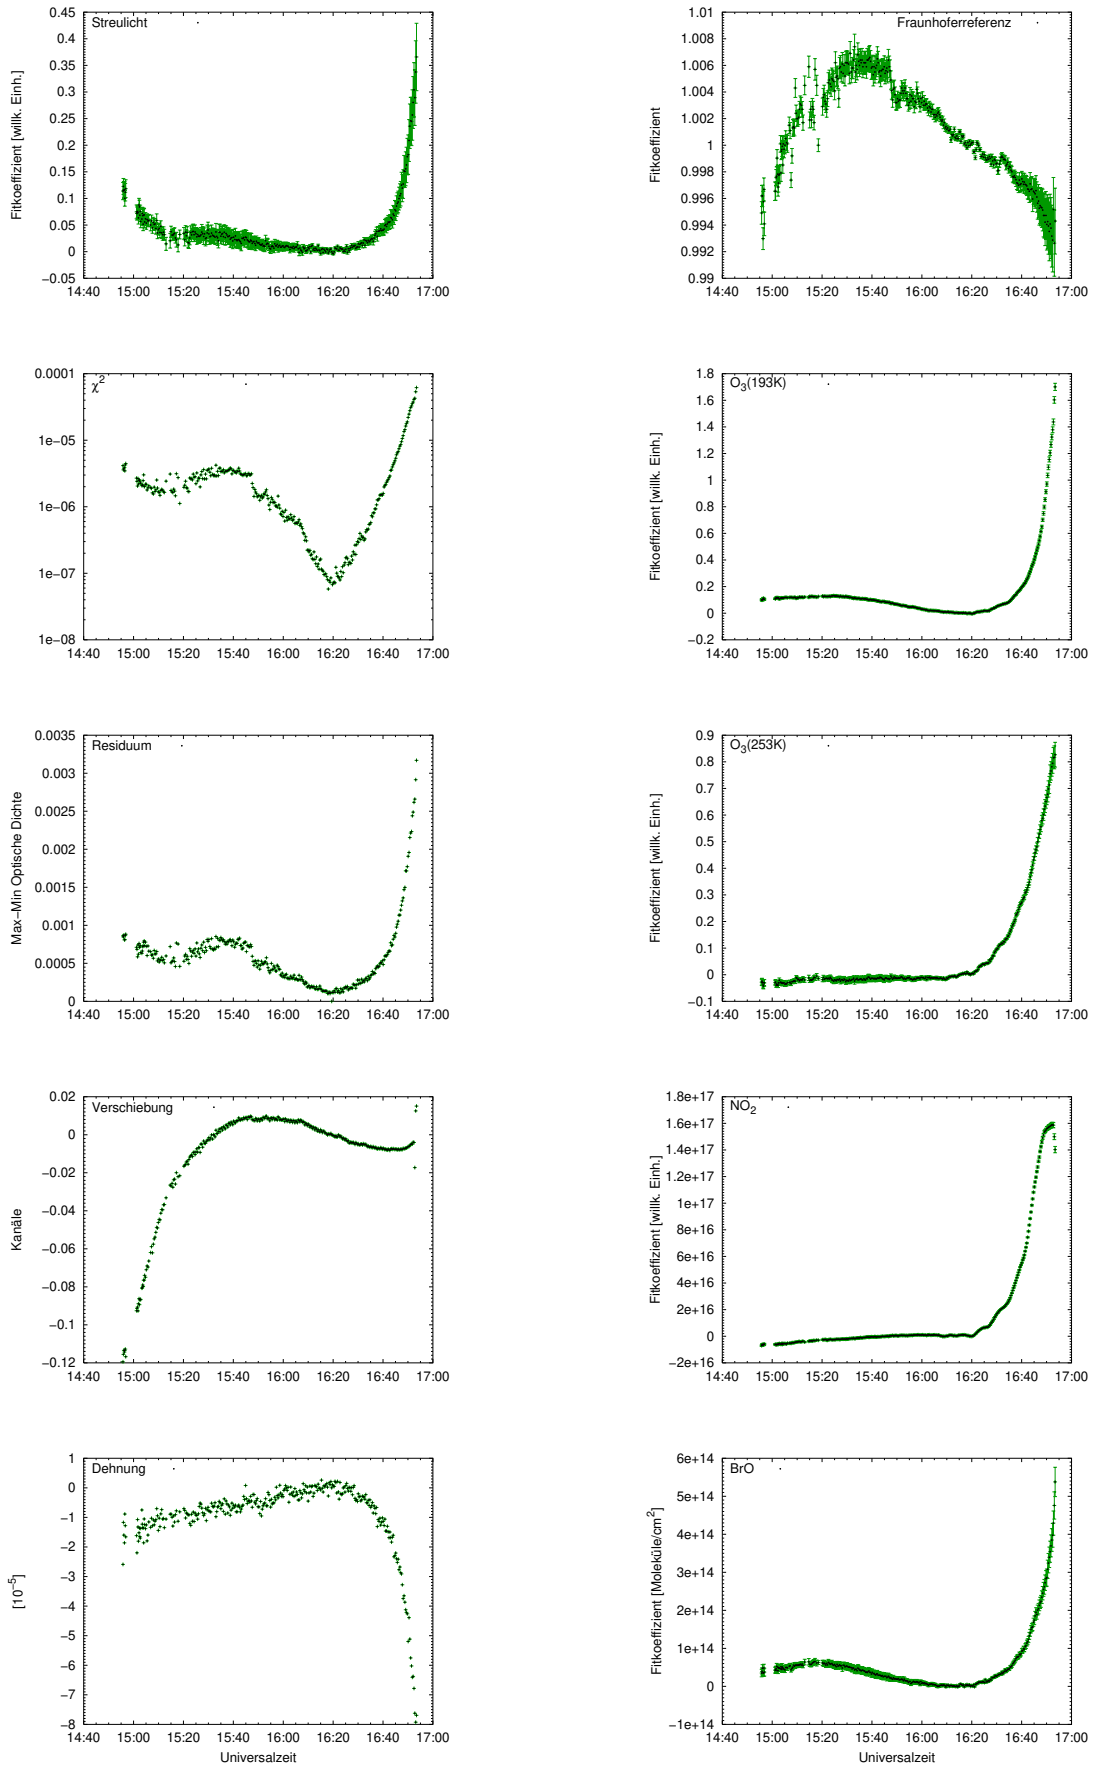 Streulicht
Fitkoeffizient [willk. Einh.]
0.45
0.4
0.35
0.3
0.25
0.2
0.15
0.1
0.05
0
−0.05
14:40 15:00 15:20 15:40 16:00 16:20 16:40 17:00
Fraunhoferreferenz
Fitkoeffizient
1.01
1.008
1.006
1.004
1.002
1
0.998
0.996
0.994
0.992
0.99
14:40 15:00 15:20 15:40 16:00 16:20 16:40 17:00
χ²
0.0001
1e−05
1e−06
1e−07
1e−08
14:40 15:00 15:20 15:40 16:00 16:20 16:40 17:00
O₃(193K)
Fitkoeffizient [willk. Einh.]
1.8
1.6
1.4
1.2
1
0.8
0.6
0.4
0.2
0
−0.2
14:40 15:00 15:20 15:40 16:00 16:20 16:40 17:00
Residuum
Max−Min Optische Dichte
0.0035
0.003
0.0025
0.002
0.0015
0.001
0.0005
0
14:40 15:00 15:20 15:40 16:00 16:20 16:40 17:00
O₃(253K)
Fitkoeffizient [willk. Einh.]
0.9
0.8
0.7
0.6
0.5
0.4
0.3
0.2
0.1
0
−0.1
14:40 15:00 15:20 15:40 16:00 16:20 16:40 17:00
Verschiebung
Kanäle
0.02
0
−0.02
−0.04
−0.06
−0.08
−0.1
−0.12
14:40 15:00 15:20 15:40 16:00 16:20 16:40 17:00
NO₂
Fitkoeffizient [willk. Einh.]
1.8e+17
1.6e+17
1.4e+17
1.2e+17
1e+17
8e+16
6e+16
4e+16
2e+16
0
−2e+16
14:40 15:00 15:20 15:40 16:00 16:20 16:40 17:00
Dehnung
[10⁻⁵]
1
0
−1
−2
−3
−4
−5
−6
−7
−8
14:40 15:00 15:20 15:40 16:00 16:20 16:40 17:00
Universalzeit
BrO
Fitkoeffizient [Moleküle/cm²]
6e+14
5e+14
4e+14
3e+14
2e+14
1e+14
0
−1e+14
14:40 15:00 15:20 15:40 16:00 16:20 16:40 17:00
Universalzeit